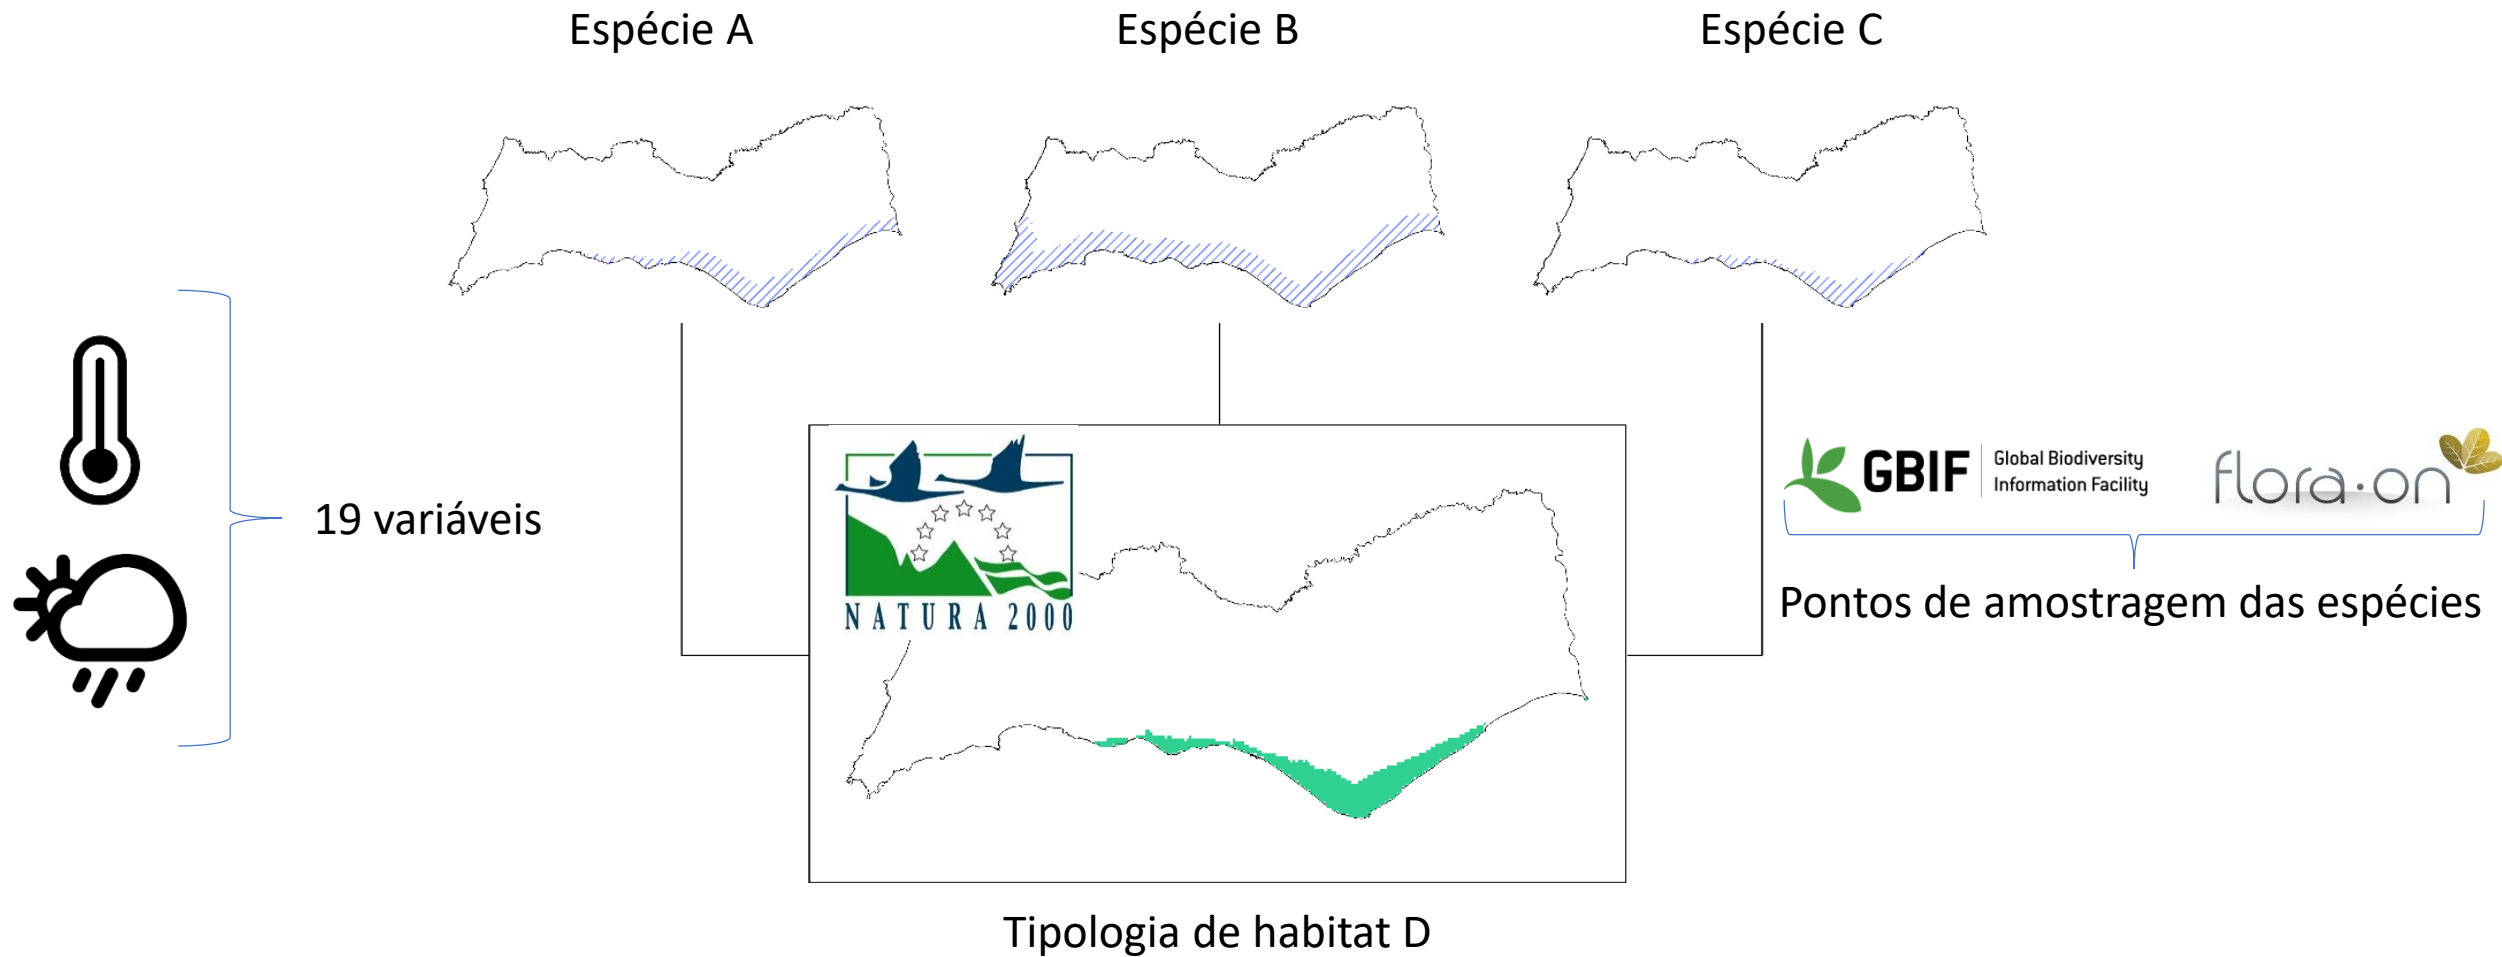 Espécie A
Espécie B
Espécie C
19 variáveis
NATURA 2000
GBIF
Global Biodiversity
Information Facility
flora·on
Pontos de amostragem das espécies
Tipologia de habitat D